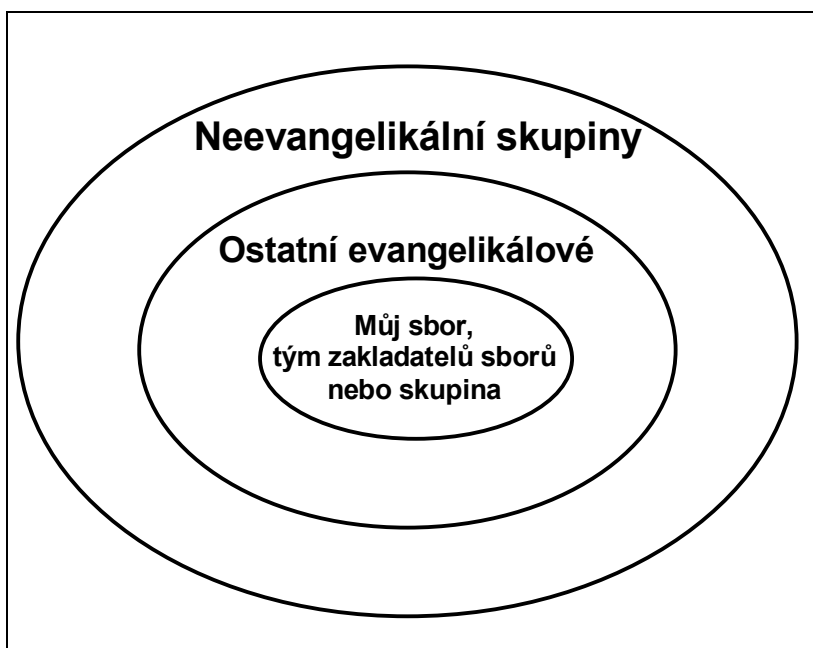 Neevangelikální skupiny
Ostatní evangelikálové
Můj sbor,
tým zakladatelů sborů
nebo skupina